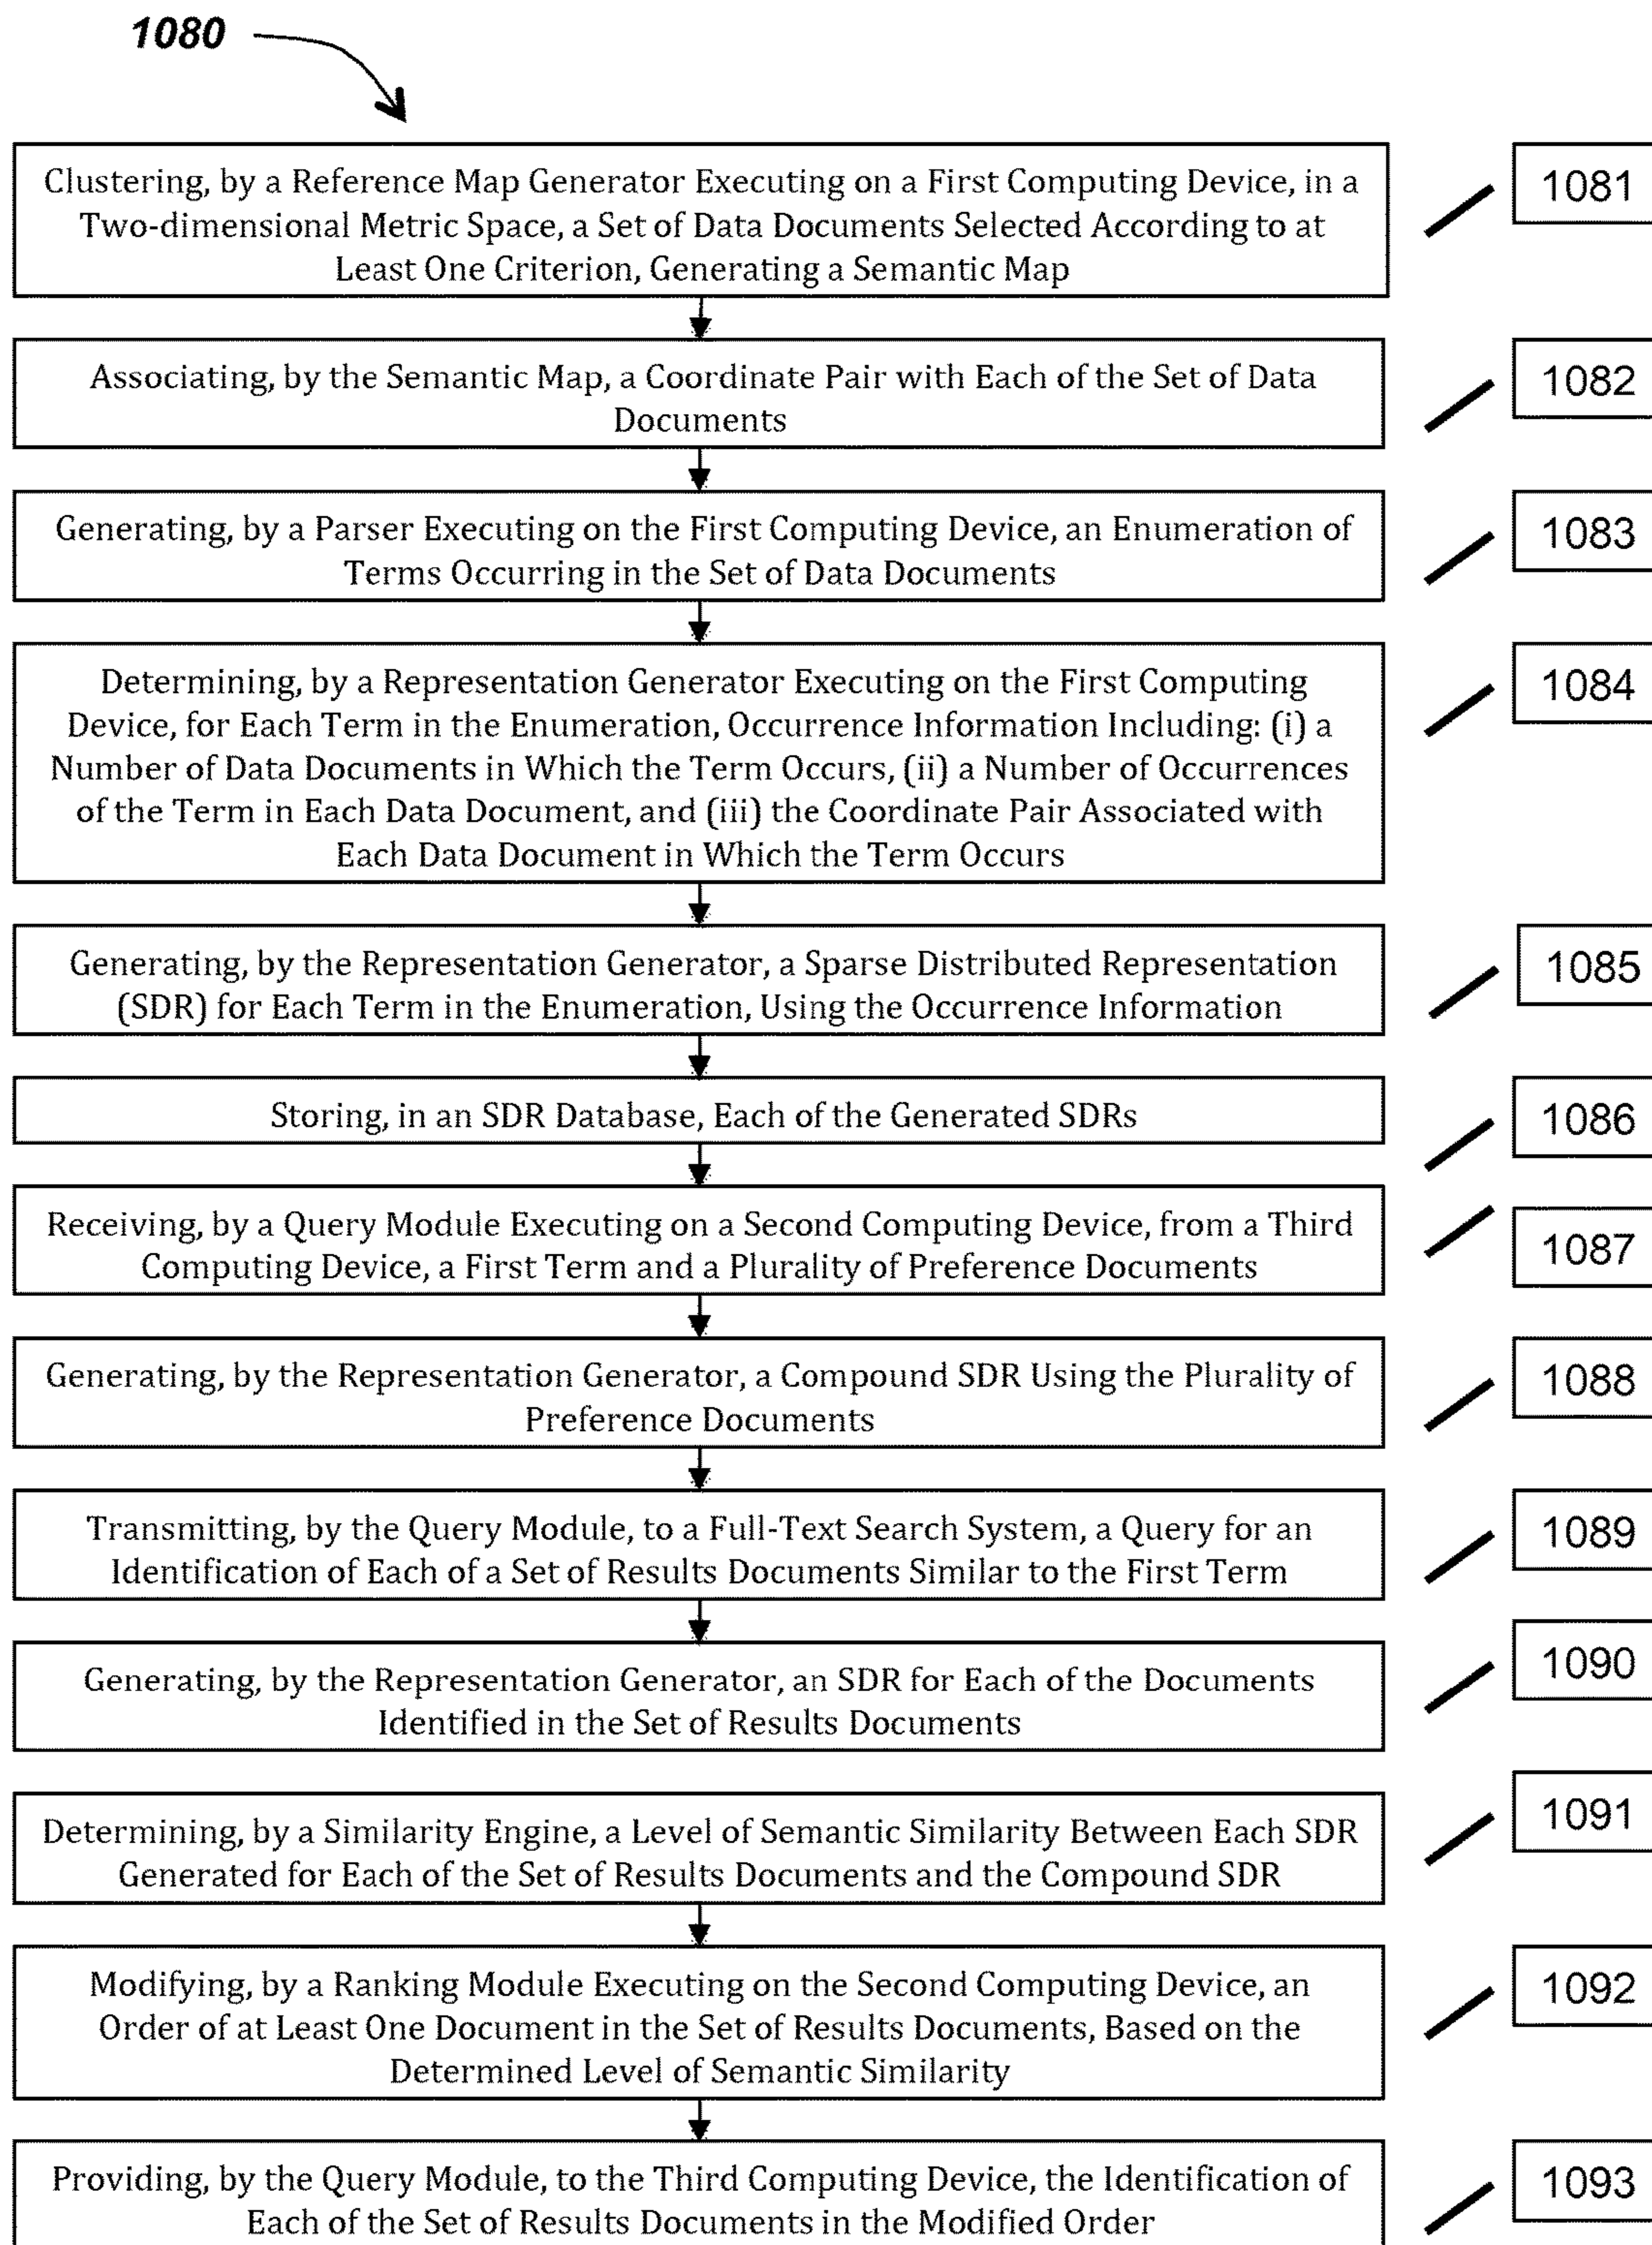 1080
Clustering, by a Reference Map Generator Executing on a First Computing Device, in a
Two-dimensional Metric Space, a Set of Data Documents Selected According to at
Least One Criterion, Generating a Semantic Map
1081
Associating, by the Semantic Map, a Coordinate Pair with Each of the Set of Data
Documents
1082
Generating, by a Parser Executing on the First Computing Device, an Enumeration of
Terms Occurring in the Set of Data Documents
1083
Determining, by a Representation Generator Executing on the First Computing
Device, for Each Term in the Enumeration, Occurrence Information Including: (i) a
Number of Data Documents in Which the Term Occurs, (ii) a Number of Occurrences
of the Term in Each Data Document, and (iii) the Coordinate Pair Associated with
Each Data Document in Which the Term Occurs
1084
Generating, by the Representation Generator, a Sparse Distributed Representation
(SDR) for Each Term in the Enumeration, Using the Occurrence Information
1085
Storing, in an SDR Database, Each of the Generated SDRs
1086
Receiving, by a Query Module Executing on a Second Computing Device, from a Third
Computing Device, a First Term and a Plurality of Preference Documents
1087
Generating, by the Representation Generator, a Compound SDR Using the Plurality of
Preference Documents
1088
Transmitting, by the Query Module, to a Full-Text Search System, a Query for an
Identification of Each of a Set of Results Documents Similar to the First Term
1089
Generating, by the Representation Generator, an SDR for Each of the Documents
Identified in the Set of Results Documents
1090
Determining, by a Similarity Engine, a Level of Semantic Similarity Between Each SDR
Generated for Each of the Set of Results Documents and the Compound SDR
1091
Modifying, by a Ranking Module Executing on the Second Computing Device, an
Order of at Least One Document in the Set of Results Documents, Based on the
Determined Level of Semantic Similarity
1092
Providing, by the Query Module, to the Third Computing Device, the Identification of
Each of the Set of Results Documents in the Modified Order
1093